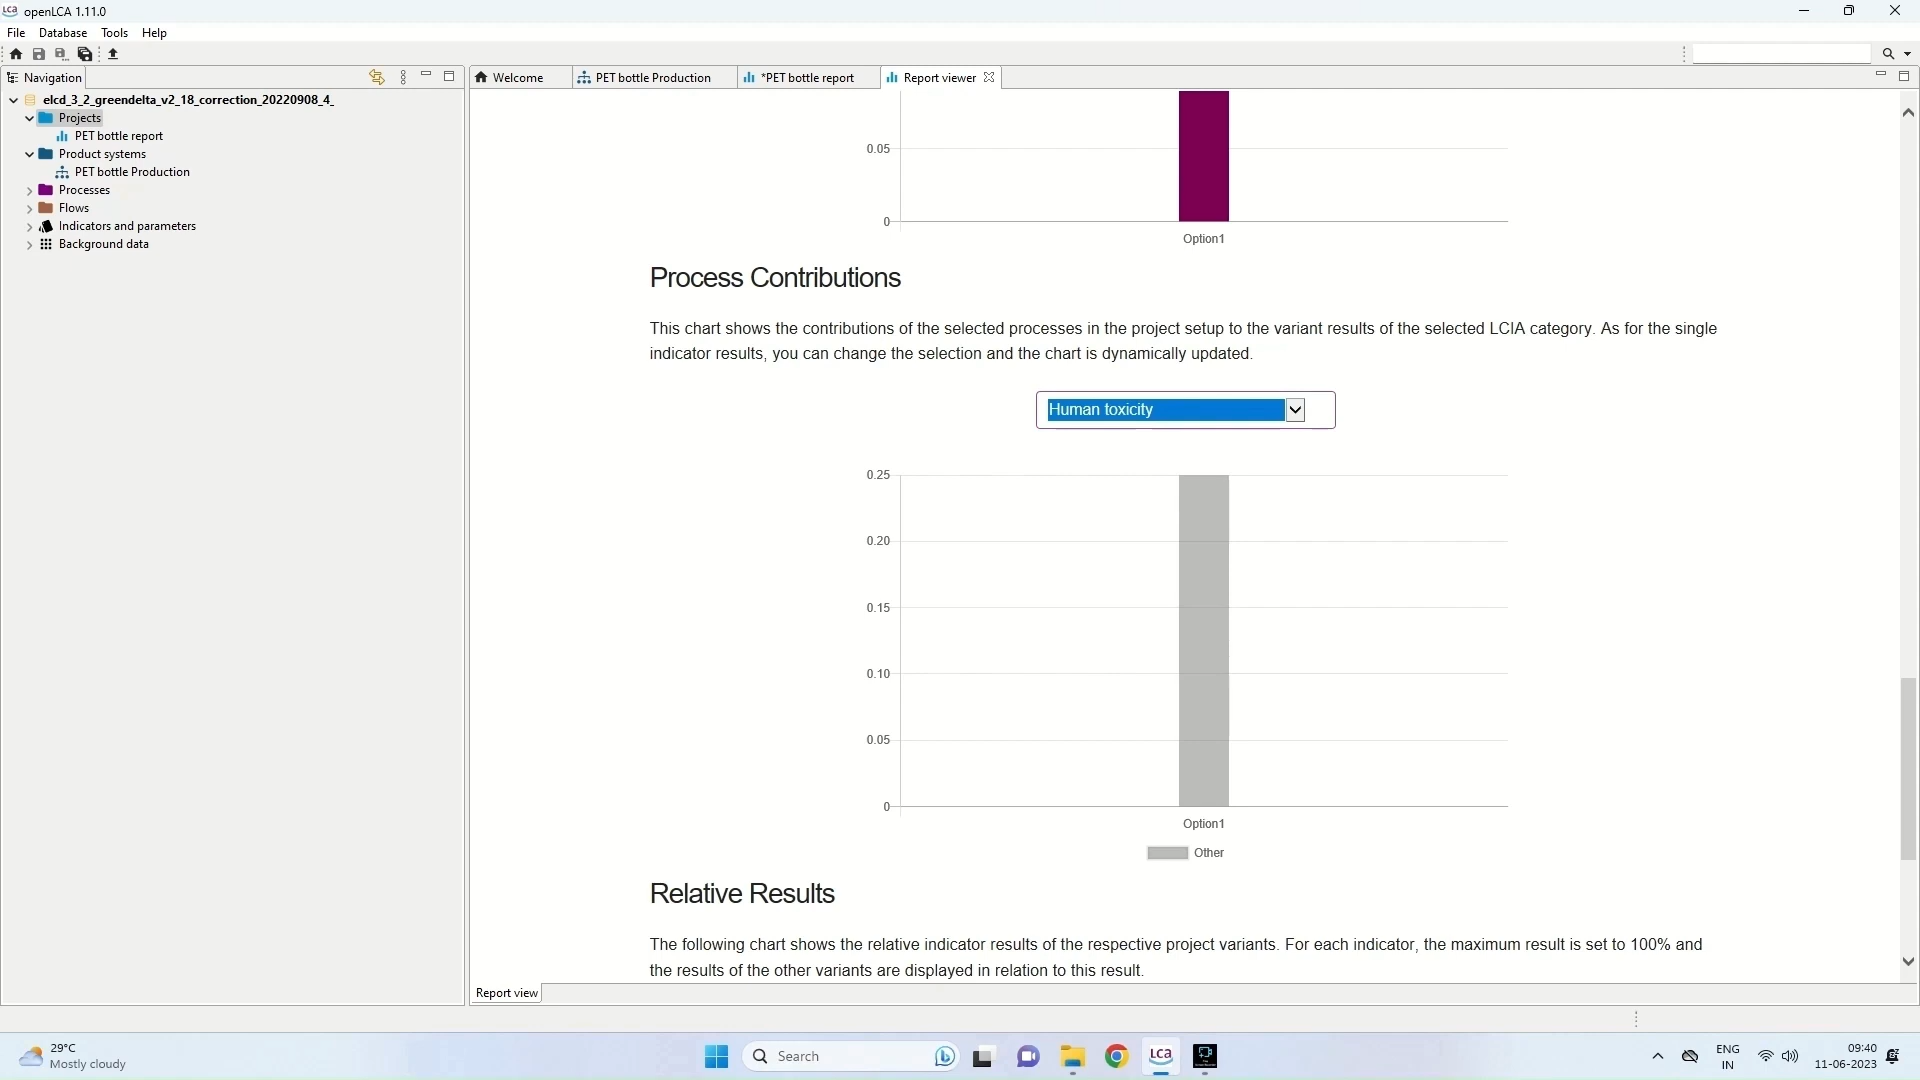 LCA openLCA 1.11.0
File Database Tools Help
Navigation
Welcome PET bottle Production *PET bottle report Report viewer
elcd_3_2_greendelta_v2_18_correction_20220908_4_
Projects
PET bottle report
Product systems
PET bottle Production
Processes
Flows
Indicators and parameters
Background data
0.05
0
Option1
Process Contributions
This chart shows the contributions of the selected processes in the project setup to the variant results of the selected LCIA category. As for the single
indicator results, you can change the selection and the chart is dynamically updated.
Human toxicity
0.25
0.20
0.15
0.10
0.05
0
Option1
Other
Relative Results
The following chart shows the relative indicator results of the respective project variants. For each indicator, the maximum result is set to 100% and
the results of the other variants are displayed in relation to this result.
Report view
29°C
Mostly cloudy
Search
LCA
ENG
IN
09:40
11-06-2023